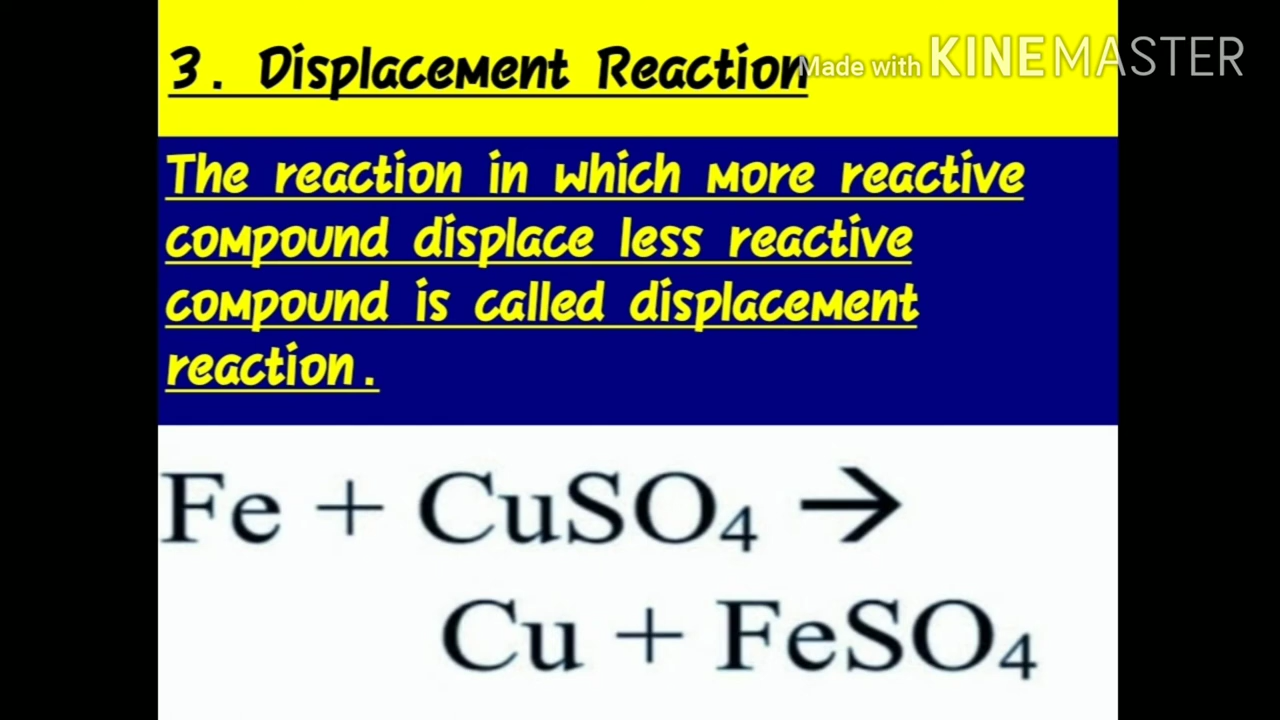 3. Displacement Reaction
Made with KINEMASTER
The reaction in which more reactive
compound displace less reactive
compound is called displacement
reaction.
Fe + CuSO₄ →
Cu + FeSO₄